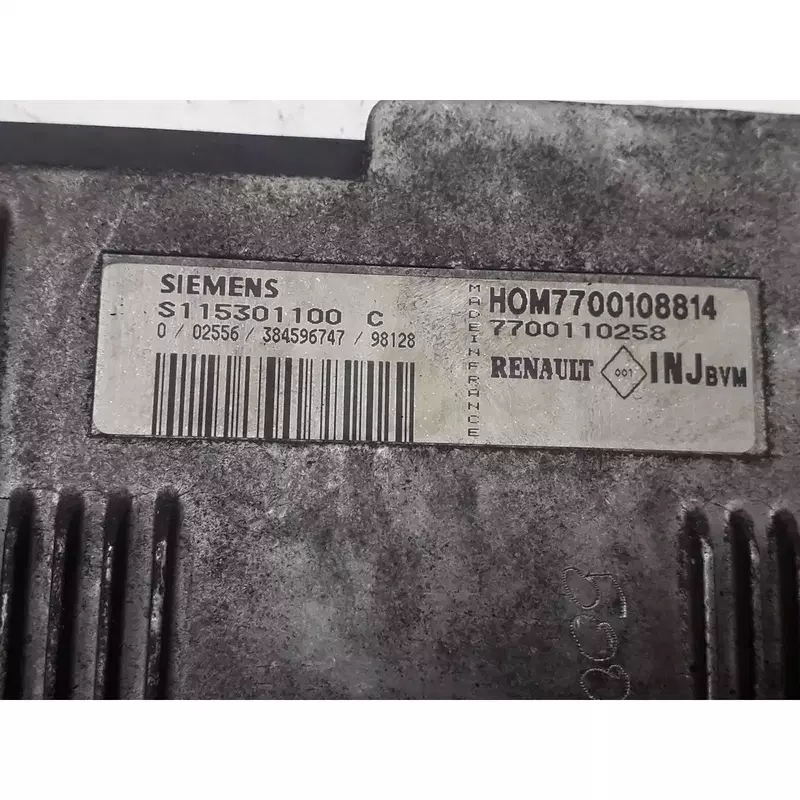 SIEMENS
S115301100 C
0 / 02556 / 384596747 / 98128
MADE IN FRANCE
HOM7700108814
7700110258
RENAULT 001 INJ BVM